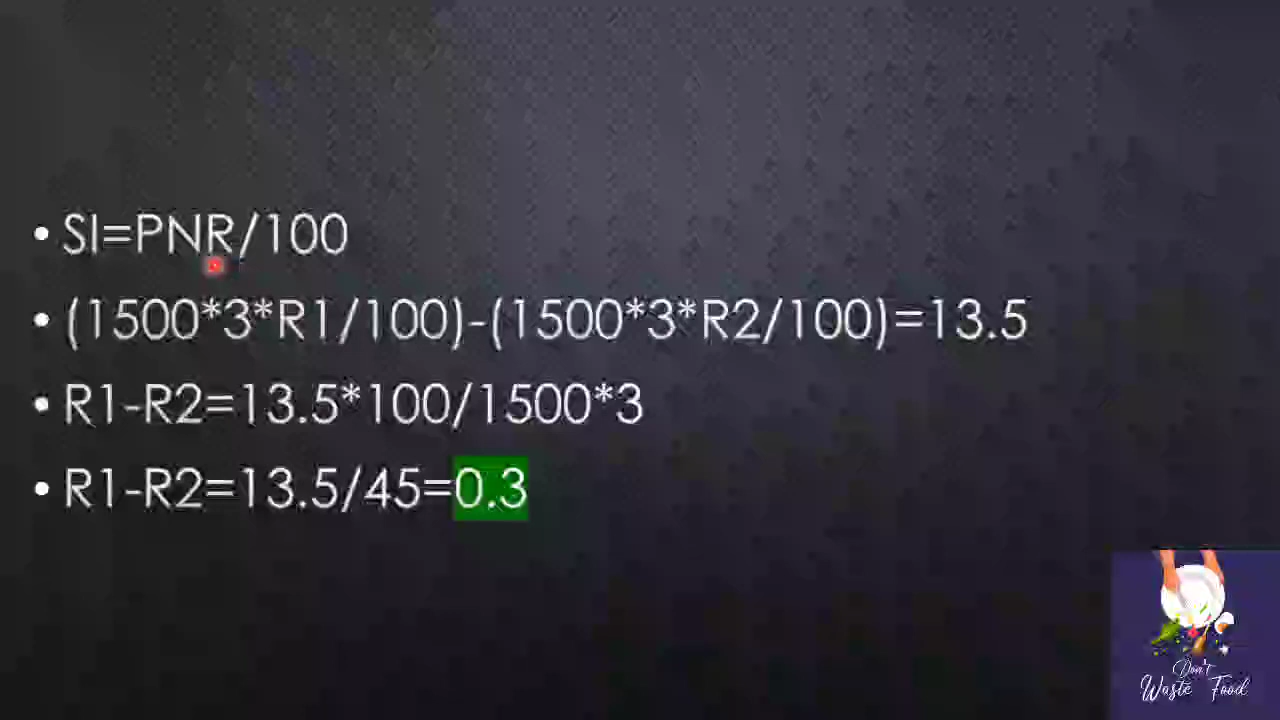 • SI=PNR/100
• (1500*3*R1/100)-(1500*3*R2/100)=13.5
• R1-R2=13.5*100/1500*3
• R1-R2=13.5/45=0.3
Don't
Waste Food